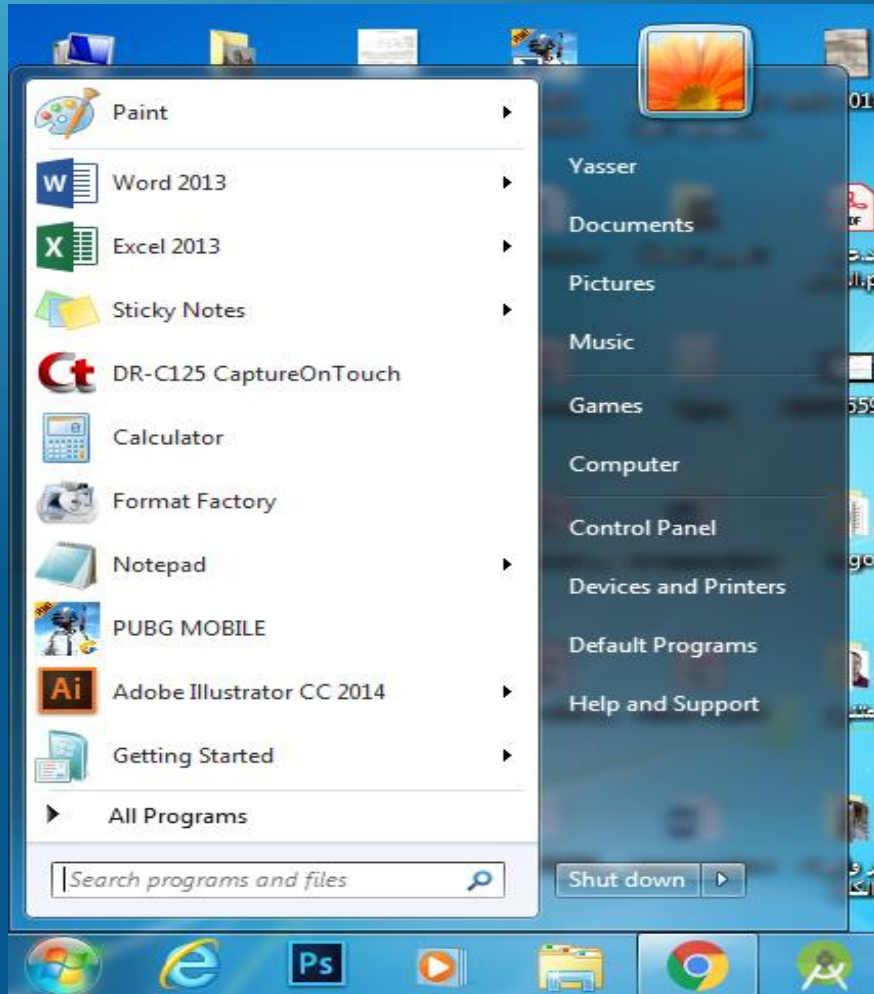 Paint
Word 2013
Excel 2013
Sticky Notes
DR-C125 CaptureOnTouch
Calculator
Format Factory
Notepad
PUBG MOBILE
Adobe Illustrator CC 2014
Getting Started
All Programs
Search programs and files
Yasser
Documents
Pictures
Music
Games
Computer
Control Panel
Devices and Printers
Default Programs
Help and Support
Shut down
Ps